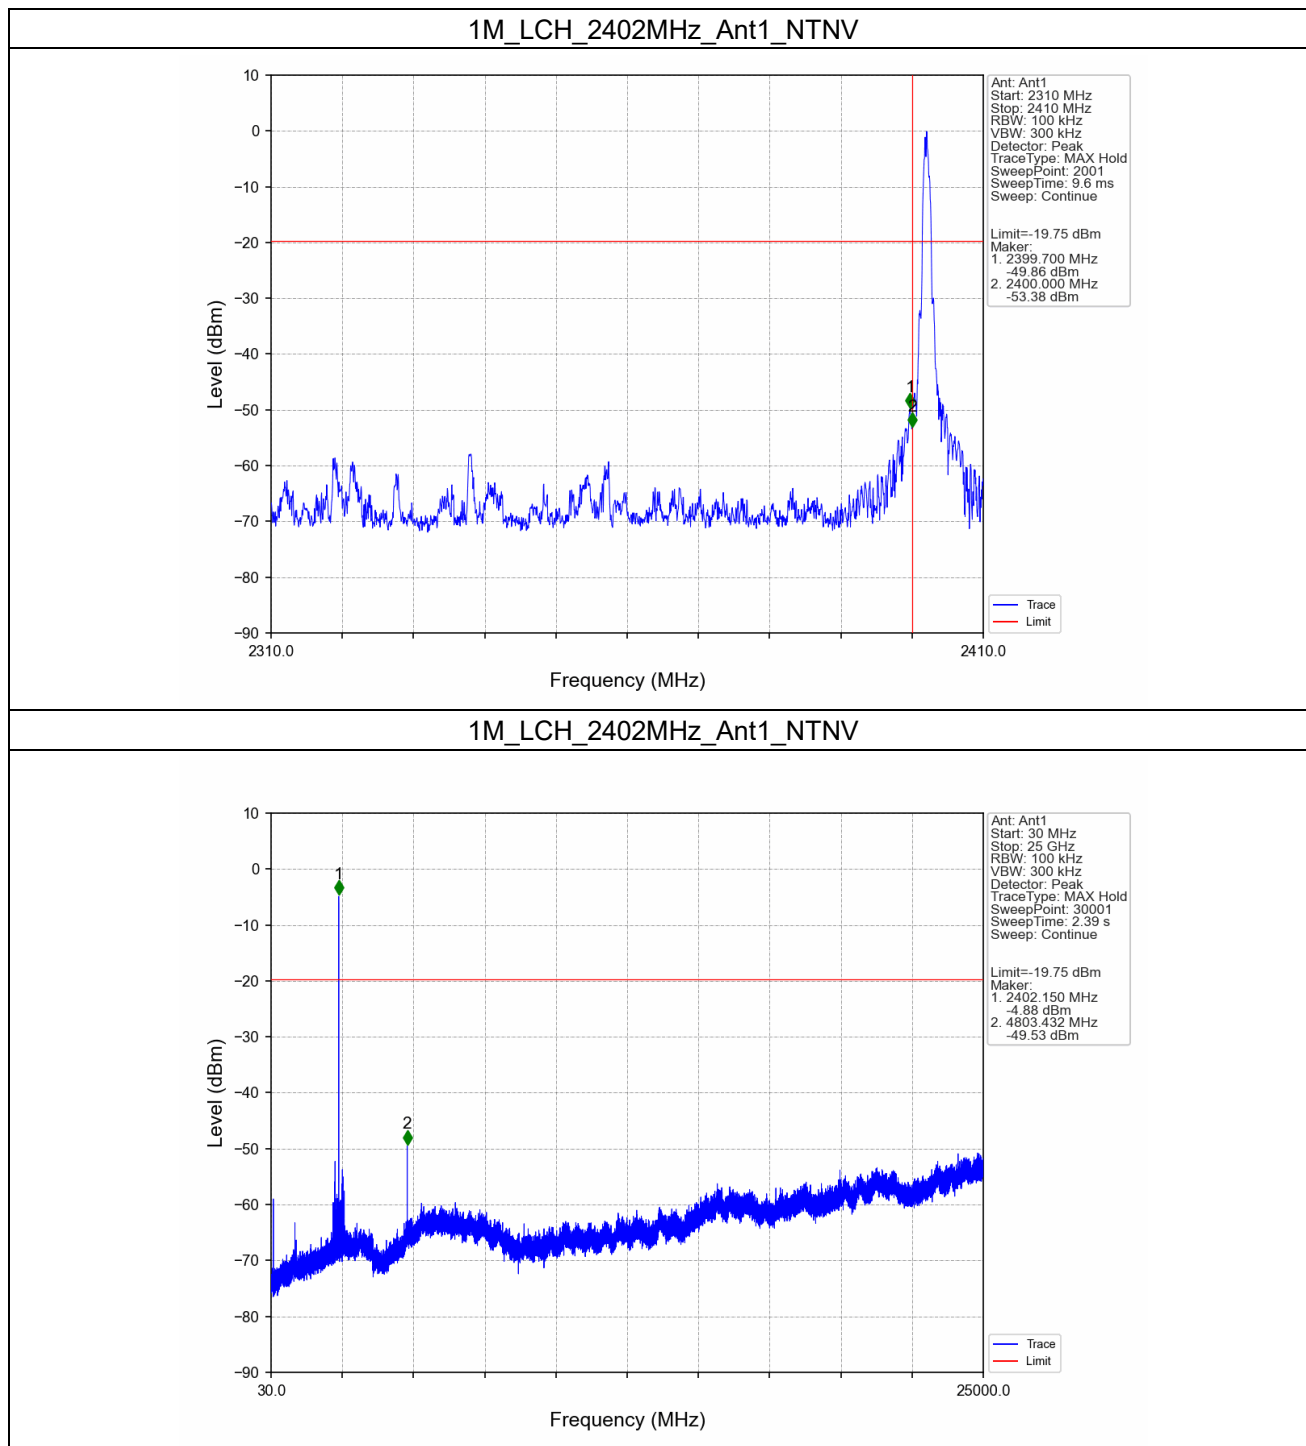 1M_LCH_2402MHz_Ant1_NTNV
10
0
−10
−20
−30
−40
−50
−60
−70
−80
−90
Level (dBm)
2310.0
2410.0
Frequency (MHz)
1
2
Ant: Ant1
Start: 2310 MHz
Stop: 2410 MHz
RBW: 100 kHz
VBW: 300 kHz
Detector: Peak
TraceType: MAX Hold
SweepPoint: 2001
SweepTime: 9.6 ms
Sweep: Continue
Limit=-19.75 dBm
Maker:
1. 2399.700 MHz
-49.86 dBm
2. 2400.000 MHz
-53.38 dBm
Trace
Limit
1M_LCH_2402MHz_Ant1_NTNV
10
0
−10
−20
−30
−40
−50
−60
−70
−80
−90
Level (dBm)
30.0
25000.0
Frequency (MHz)
1
2
Ant: Ant1
Start: 30 MHz
Stop: 25 GHz
RBW: 100 kHz
VBW: 300 kHz
Detector: Peak
TraceType: MAX Hold
SweepPoint: 30001
SweepTime: 2.39 s
Sweep: Continue
Limit=-19.75 dBm
Maker:
1. 2402.150 MHz
-4.88 dBm
2. 4803.432 MHz
-49.53 dBm
Trace
Limit